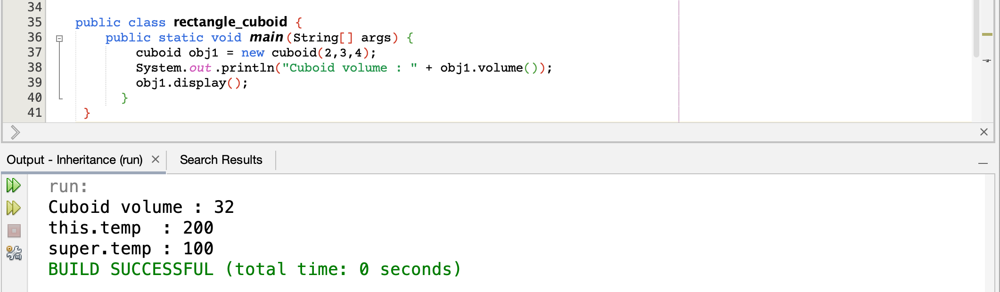 34
35 public class rectangle_cuboid {
36 public static void main(String[] args) {
37 cuboid obj1 = new cuboid(2,3,4);
38 System.out.println("Cuboid volume : " + obj1.volume());
39 obj1.display();
40 }
41 }
Output - Inheritance (run) Search Results
run:
Cuboid volume : 32
this.temp  : 200
super.temp : 100
BUILD SUCCESSFUL (total time: 0 seconds)